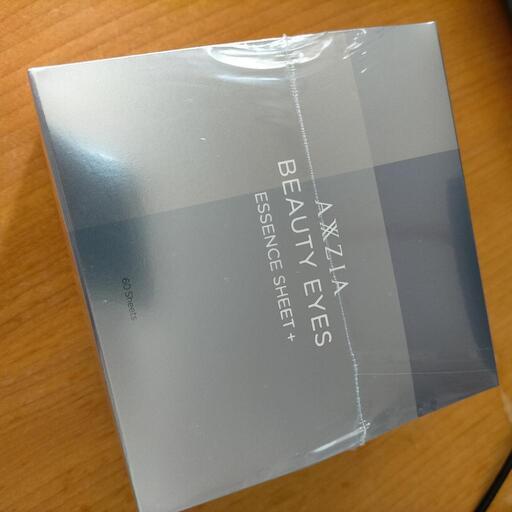 AXXZIA
BEAUTY EYES
ESSENCE SHEET +
60 Sheets